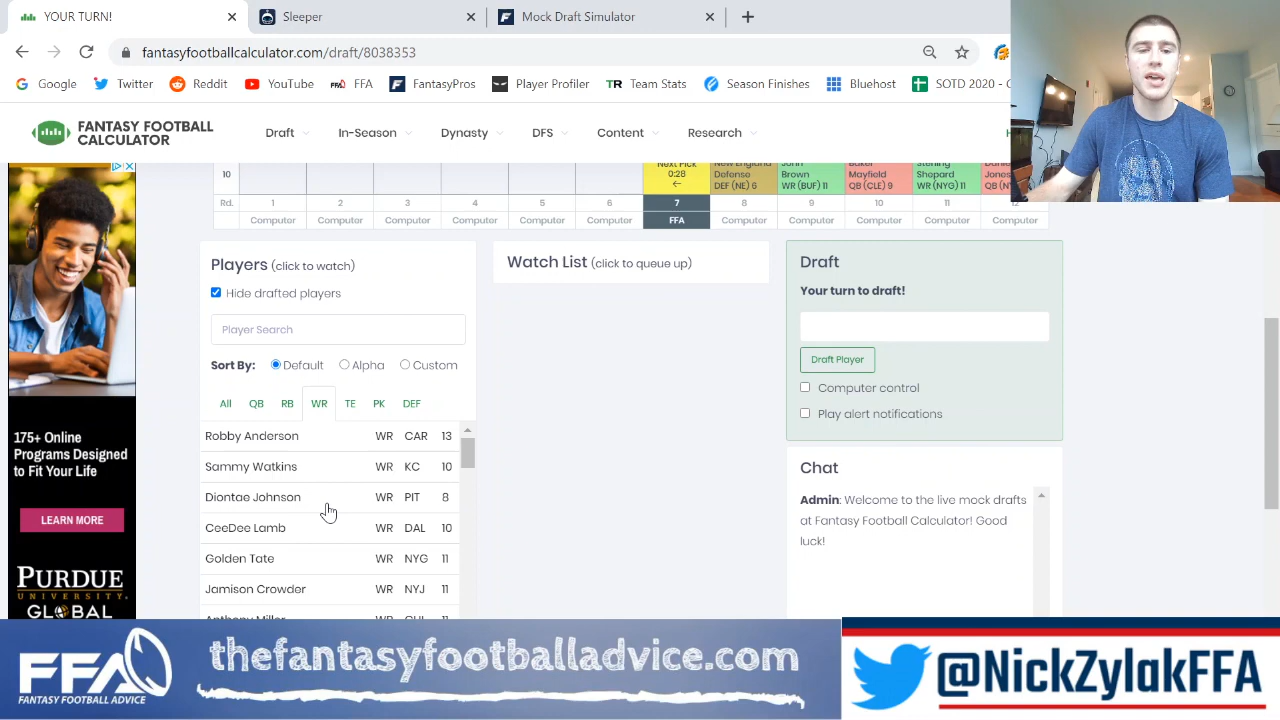 YOUR TURN!
Sleeper
Mock Draft Simulator
fantasyfootballcalculator.com/draft/8038353
Google Twitter Reddit YouTube FFA FantasyPros Player Profiler Team Stats Season Finishes Bluehost SOTD 2020 -
FANTASY FOOTBALL
CALCULATOR
Draft In-Season Dynasty DFS Content Research
Next Pick
0:28
10
New England
Defense
DEF (NE) 6
John
Brown
WR (BUF) 11
Baker
Mayfield
QB (CLE) 9
Sterling
Shepard
WR (NYG) 11
Jones
QB (N
Rd. 1 2 3 4 5 6 7 8 9 10 11 12
Computer Computer Computer Computer Computer Computer FFA Computer Computer Computer Computer Computer
Players (click to watch)
Hide drafted players
Player Search
Sort By: Default Alpha Custom
All QB RB WR TE PK DEF
Robby Anderson WR CAR 13
Sammy Watkins WR KC 10
Diontae Johnson WR PIT 8
CeeDee Lamb WR DAL 10
Golden Tate WR NYG 11
Jamison Crowder WR NYJ 11
Anthony Miller WR CHI 11
Watch List (click to queue up)
Draft
Your turn to draft!
Draft Player
Computer control
Play alert notifications
Chat
Admin: Welcome to the live mock drafts
at Fantasy Football Calculator! Good
luck!
175+ Online
Programs Designed
to Fit Your Life
LEARN MORE
PURDUE
UNIVERSITY
GLOBAL
FFA
FANTASY FOOTBALL ADVICE
thefantasyfootballadvice.com
@NickZylakFFA